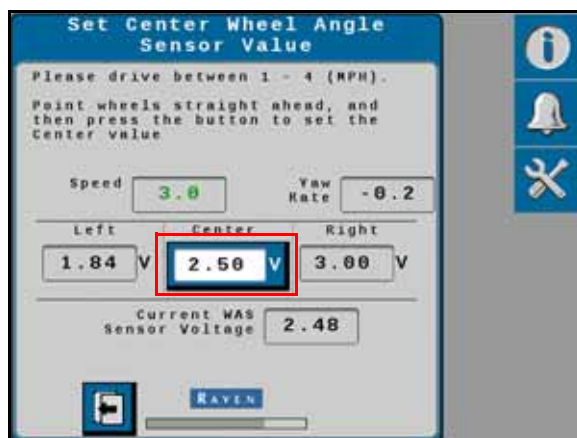 Set Center Wheel Angle
Sensor Value
Please drive between 1 - 4 (MPH).
Point wheels straight ahead, and
then press the button to set the
Center value
Speed 3.0 Yaw Rate -0.2
Left Center Right
1.84 V 2.50 V 3.00 V
Current WAS
Sensor Voltage 2.48
RAVEN